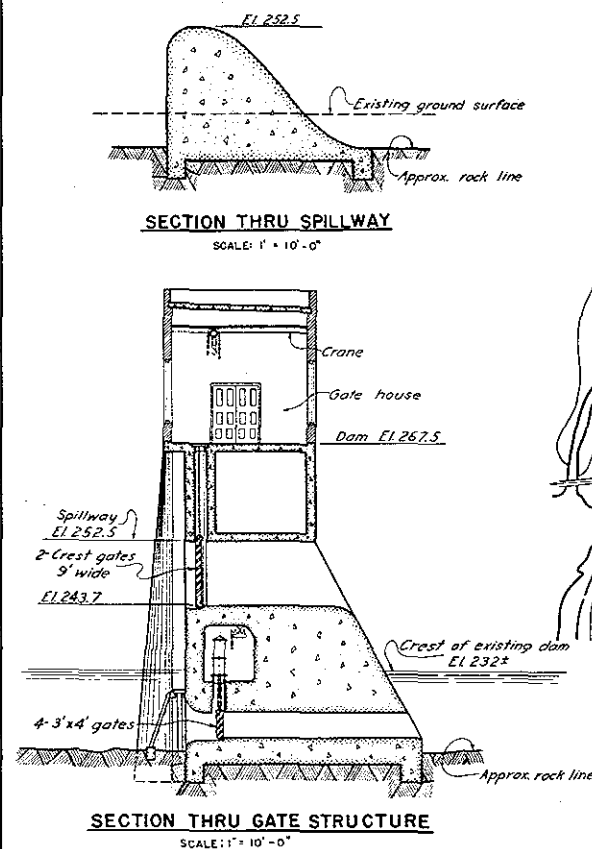 El. 252.5
Existing ground surface
Approx. rock line
SECTION THRU SPILLWAY
SCALE: 1" = 10'-0"
Crane
Gate house
Dam El. 267.5
Spillway
El. 252.5
2-Crest gates
9' wide
El. 243.7
Crest of existing dam
El. 232±
4-3'x4' gates
Approx. rock line
SECTION THRU GATE STRUCTURE
SCALE: 1" = 10'-0"